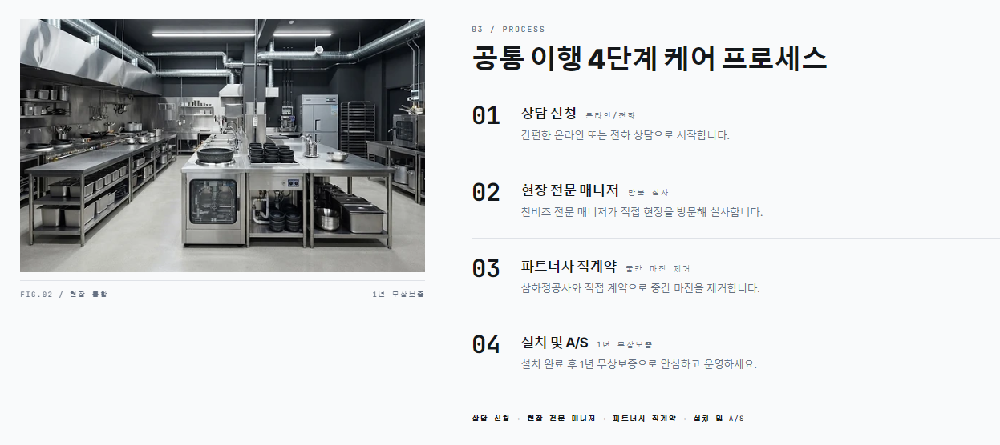 03 / PROCESS
공통 이행 4단계 케어 프로세스
01
상담 신청 온라인/전화
간편한 온라인 또는 전화 상담으로 시작합니다.
02
현장 전문 매니저 방문 실사
친비즈 전문 매니저가 직접 현장을 방문해 실사합니다.
03
파트너사 직계약 중간 마진 제거
삼화정공사와 직접 계약으로 중간 마진을 제거합니다.
04
설치 및 A/S 1년 무상보증
설치 완료 후 1년 무상보증으로 안심하고 운영하세요.
상담 신청 → 현장 전문 매니저 → 파트너사 직계약 → 설치 및 A/S
FIG.02 / 현장 통합
1년 무상보증